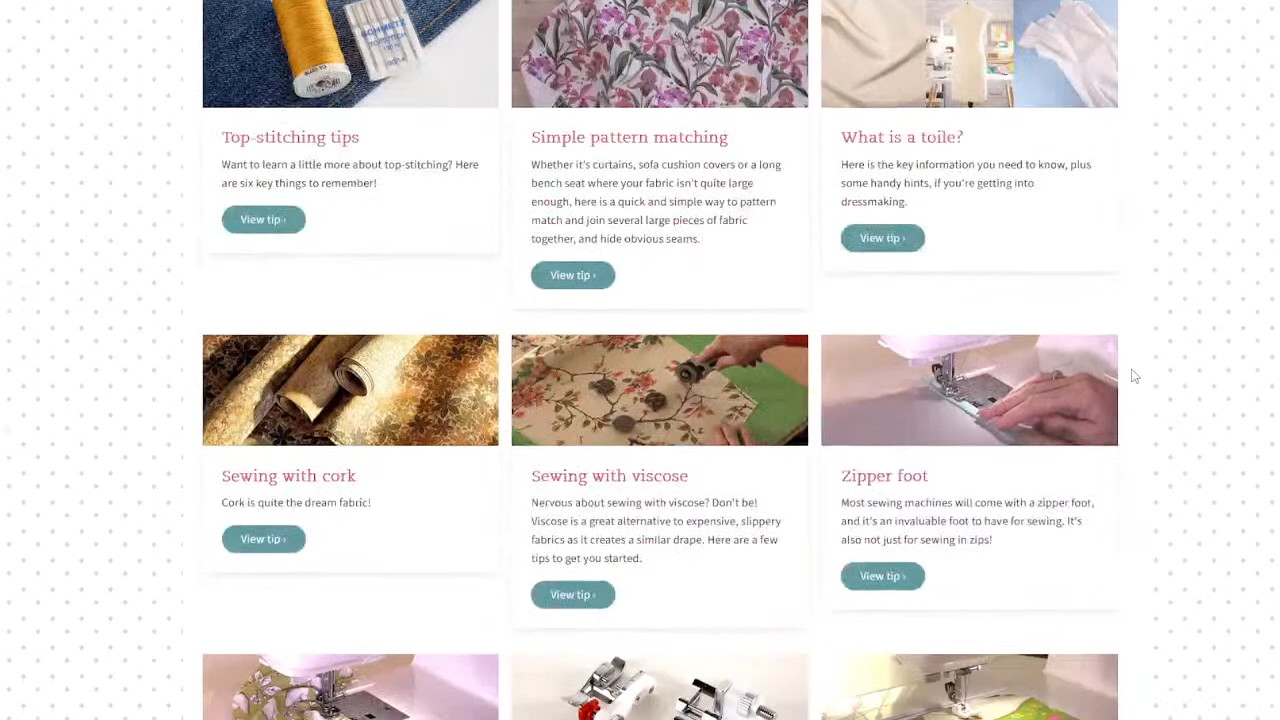 SCHMETZ
Top-stitching tips
Want to learn a little more about top-stitching? Here
are six key things to remember!
View tip ›
Simple pattern matching
Whether it's curtains, sofa cushion covers or a long
bench seat where your fabric isn't quite large
enough, here is a quick and simple way to pattern
match and join several large pieces of fabric
together, and hide obvious seams.
View tip ›
What is a toile?
Here is the key information you need to know, plus
some handy hints, if you're getting into
dressmaking.
View tip ›
Sewing with cork
Cork is quite the dream fabric!
View tip ›
Sewing with viscose
Nervous about sewing with viscose? Don't be!
Viscose is a great alternative to expensive, slippery
fabrics as it creates a similar drape. Here are a few
tips to get you started.
View tip ›
Zipper foot
Most sewing machines will come with a zipper foot,
and it's an invaluable foot to have for sewing. It's
also not just for sewing in zips!
View tip ›